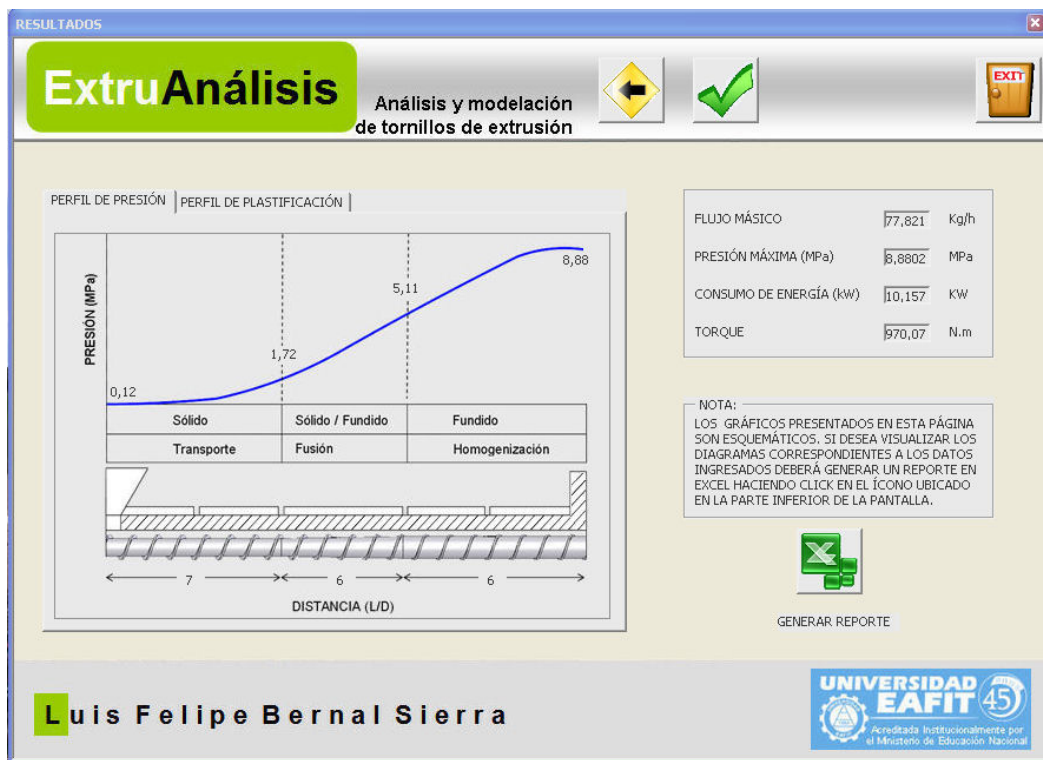 RESULTADOS
ExtruAnálisis
Análisis y modelación
de tornillos de extrusión
EXIT
PERFIL DE PRESIÓN
PERFIL DE PLASTIFICACIÓN
PRESIÓN (MPa)
0,12
1,72
5,11
8,88
Sólido
Sólido / Fundido
Fundido
Transporte
Fusión
Homogenización
7
6
6
DISTANCIA (L/D)
FLUJO MÁSICO 77,821 Kg/h
PRESIÓN MÁXIMA (MPa) 8,8802 MPa
CONSUMO DE ENERGÍA (kW) 10,157 KW
TORQUE 970,07 N.m
NOTA:
LOS GRÁFICOS PRESENTADOS EN ESTA PÁGINA
SON ESQUEMÁTICOS. SI DESEA VISUALIZAR LOS
DIAGRAMAS CORRESPONDIENTES A LOS DATOS
INGRESADOS DEBERÁ GENERAR UN REPORTE EN
EXCEL HACIENDO CLICK EN EL ÍCONO UBICADO
EN LA PARTE INFERIOR DE LA PANTALLA.
GENERAR REPORTE
Luis Felipe Bernal Sierra
UNIVERSIDAD
EAFIT
45
Acreditada Institucionalmente por
el Ministerio de Educación Nacional